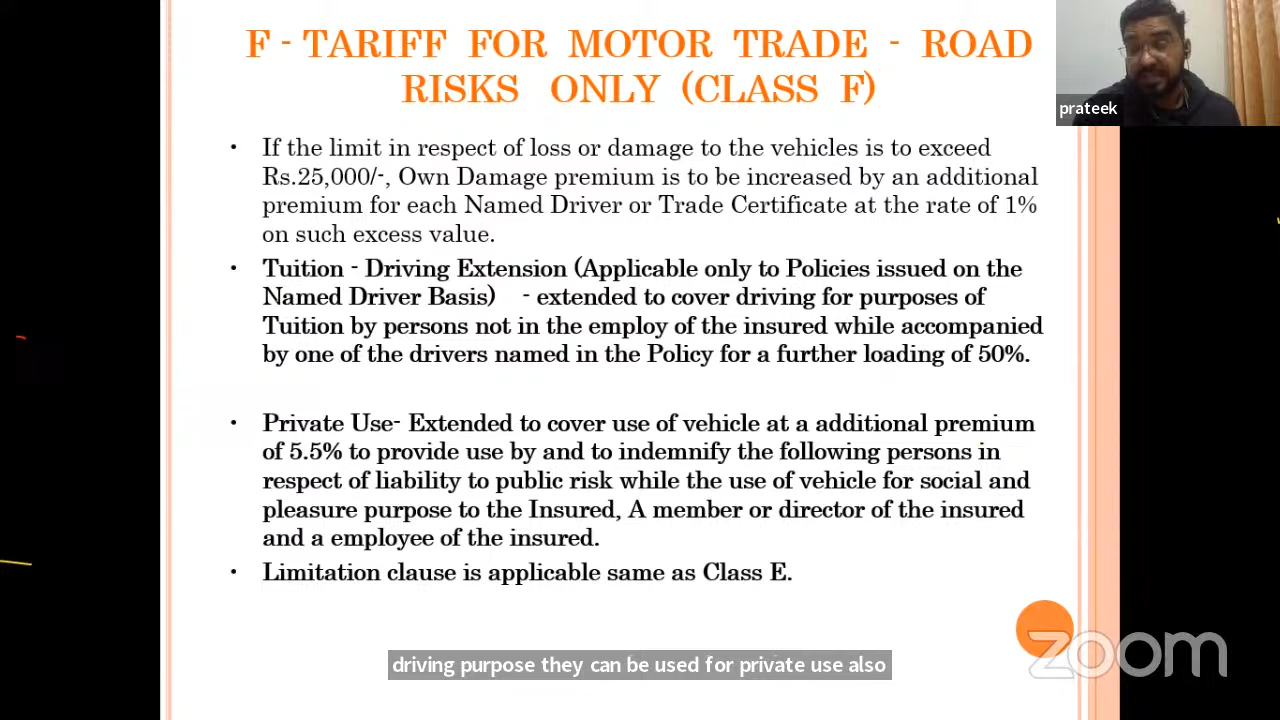 F - TARIFF FOR MOTOR TRADE - ROAD
RISKS ONLY (CLASS F)
prateek
• If the limit in respect of loss or damage to the vehicles is to exceed
Rs.25,000/-, Own Damage premium is to be increased by an additional
premium for each Named Driver or Trade Certificate at the rate of 1%
on such excess value.
• Tuition - Driving Extension (Applicable only to Policies issued on the
Named Driver Basis) - extended to cover driving for purposes of
Tuition by persons not in the employ of the insured while accompanied
by one of the drivers named in the Policy for a further loading of 50%.
• Private Use- Extended to cover use of vehicle at a additional premium
of 5.5% to provide use by and to indemnify the following persons in
respect of liability to public risk while the use of vehicle for social and
pleasure purpose to the Insured, A member or director of the insured
and a employee of the insured.
• Limitation clause is applicable same as Class E.
zoom
driving purpose they can be used for private use also